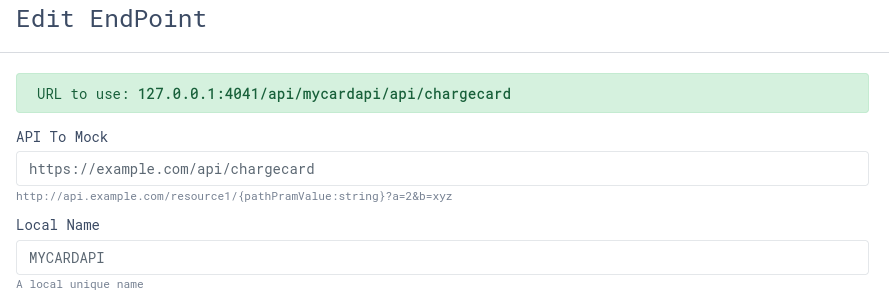 Edit EndPoint
URL to use: 127.0.0.1:4041/api/mycardapi/api/chargecard
API To Mock
https://example.com/api/chargecard
http://api.example.com/resource1/{pathPramValue:string}?a=2&b=xyz
Local Name
MYCARDAPI
A local unique name